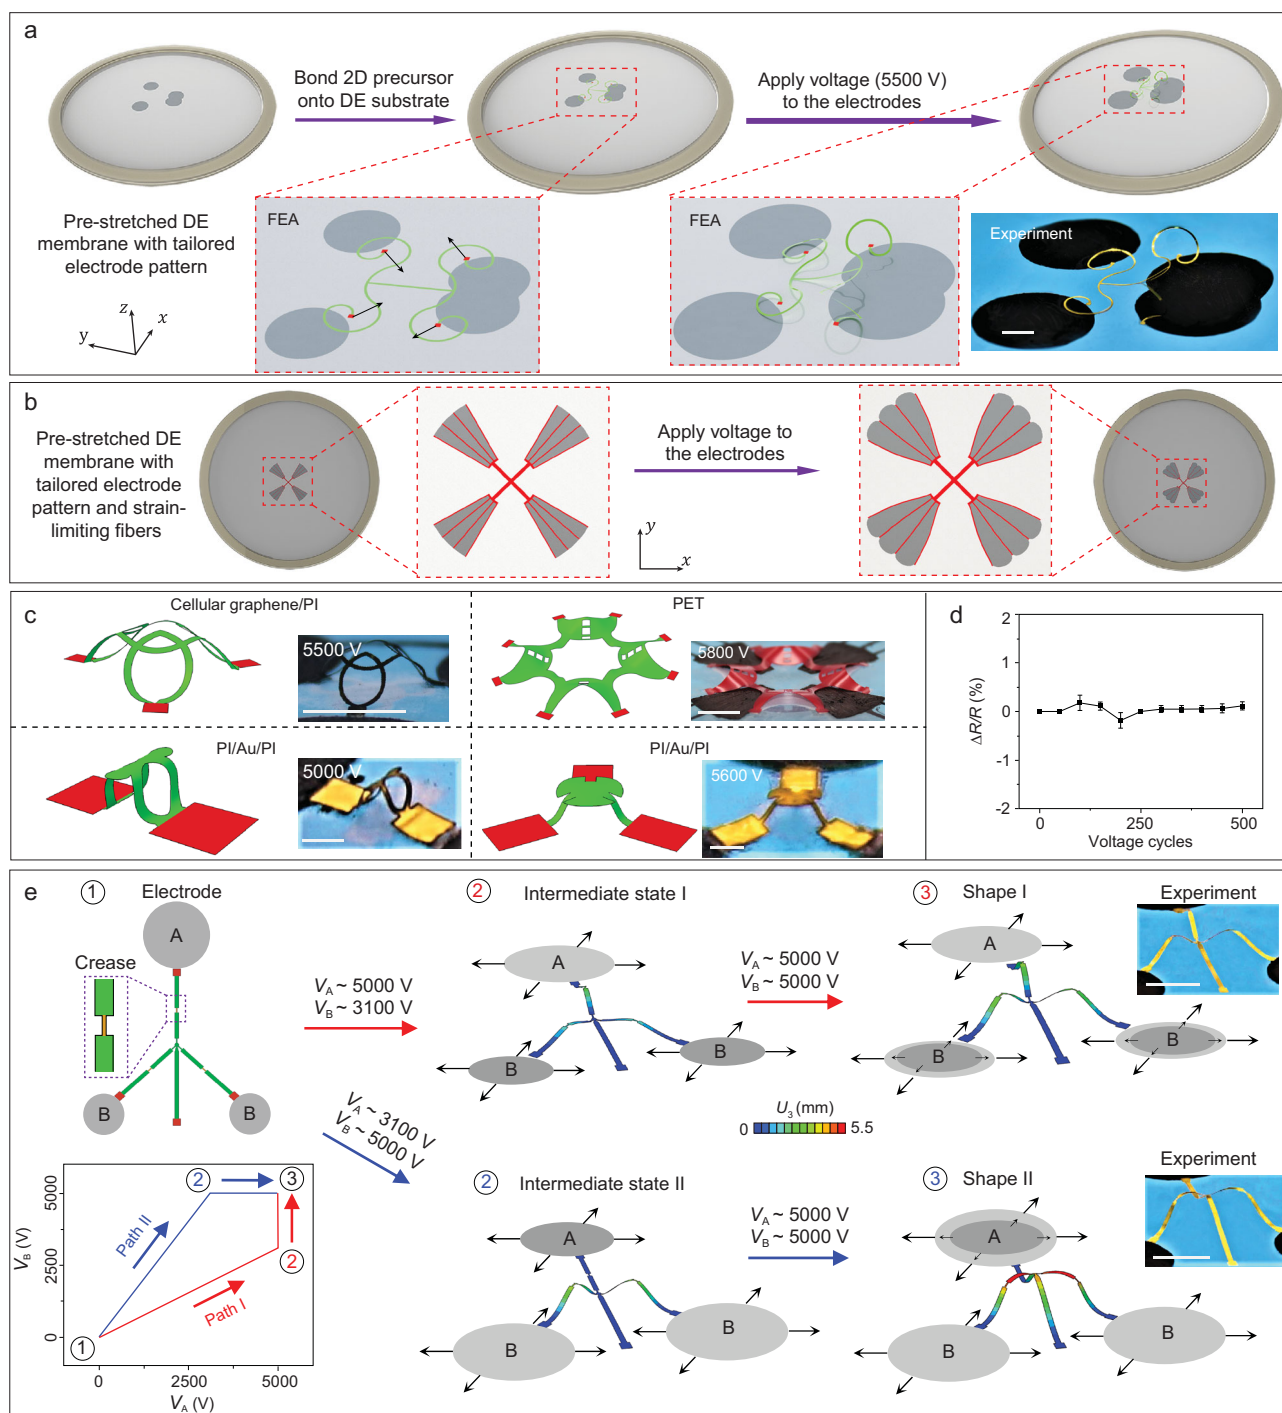 a
Bond 2D precursor
onto DE substrate
Apply voltage (5500 V)
to the electrodes
Pre-stretched DE
membrane with tailored
electrode pattern
z
x
y
FEA
FEA
Experiment
b
Pre-stretched DE
membrane with
tailored electrode
pattern and strain-
limiting fibers
Apply voltage to
the electrodes
y
x
c
Cellular graphene/PI
5500 V
PET
5800 V
PI/Au/PI
5000 V
PI/Au/PI
5600 V
d
2
1
0
-1
-2
ΔR/R (%)
0
250
500
Voltage cycles
e
1
Electrode
A
Crease
B
B
V_A ~ 5000 V
V_B ~ 3100 V
2
Intermediate state I
A
B
B
V_A ~ 5000 V
V_B ~ 5000 V
3
Shape I
Experiment
A
B
B
V_A ~ 3100 V
V_B ~ 5000 V
U_3 (mm)
0
5.5
2
Intermediate state II
A
B
B
V_A ~ 5000 V
V_B ~ 5000 V
3
Shape II
Experiment
A
B
B
5000
2500
0
V_B (V)
2
3
Path II
2
Path I
1
0
2500
5000
V_A (V)